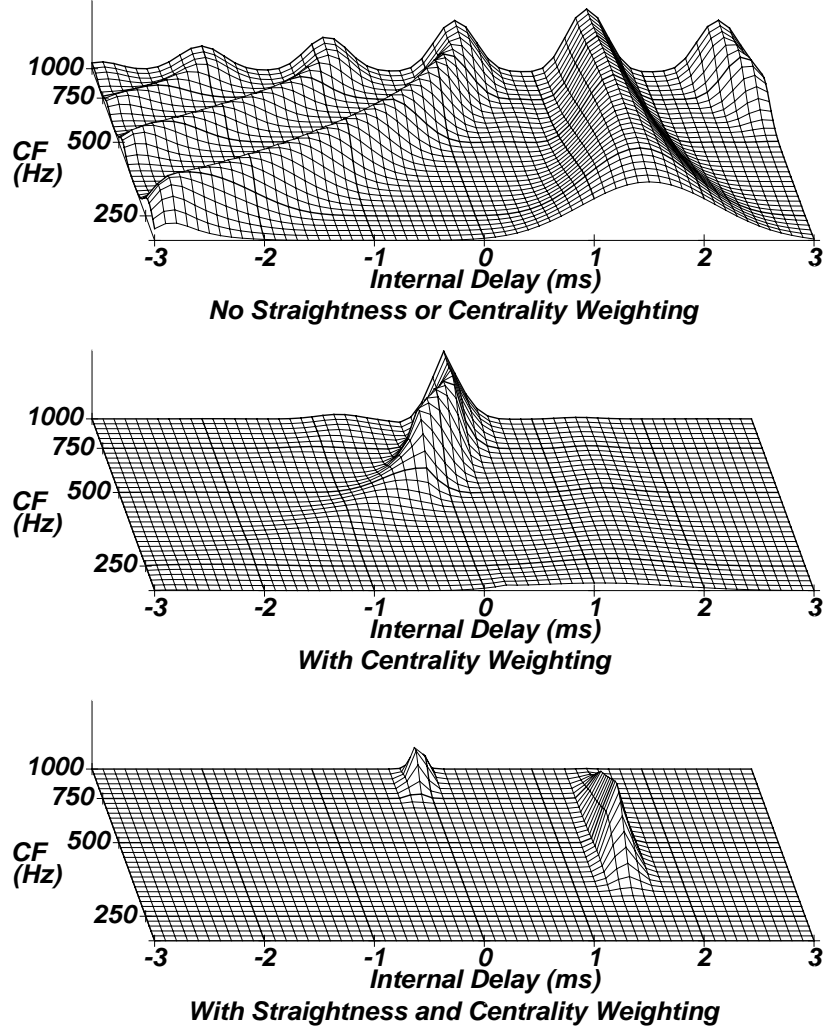 1000
750
500
250
CF
(Hz)
-3 -2 -1 0 1 2 3
Internal Delay (ms)
No Straightness or Centrality Weighting
1000
750
500
250
CF
(Hz)
-3 -2 -1 0 1 2 3
Internal Delay (ms)
With Centrality Weighting
1000
750
500
250
CF
(Hz)
-3 -2 -1 0 1 2 3
Internal Delay (ms)
With Straightness and Centrality Weighting